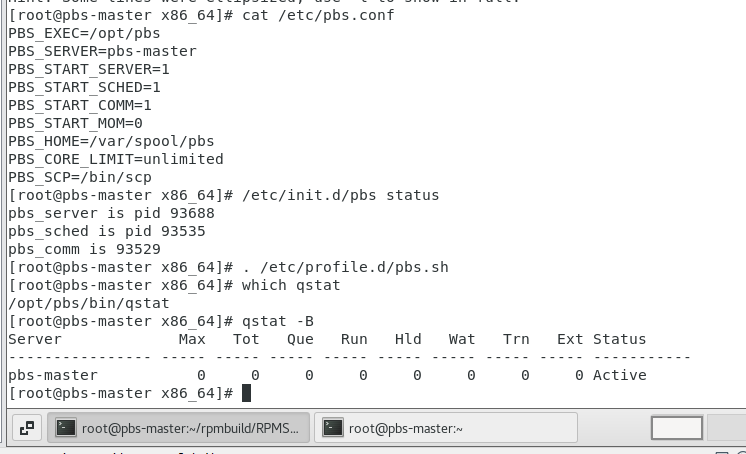 [root@pbs-master x86_64]# cat /etc/pbs.conf
PBS_EXEC=/opt/pbs
PBS_SERVER=pbs-master
PBS_START_SERVER=1
PBS_START_SCHED=1
PBS_START_COMM=1
PBS_START_MOM=0
PBS_HOME=/var/spool/pbs
PBS_CORE_LIMIT=unlimited
PBS_SCP=/bin/scp
[root@pbs-master x86_64]# /etc/init.d/pbs status
pbs_server is pid 93688
pbs_sched is pid 93535
pbs_comm is 93529
[root@pbs-master x86_64]# . /etc/profile.d/pbs.sh
[root@pbs-master x86_64]# which qstat
/opt/pbs/bin/qstat
[root@pbs-master x86_64]# qstat -B
Server             Max   Tot   Que   Run   Hld   Wat   Trn   Ext Status
---------------- ----- ----- ----- ----- ----- ----- ----- ----- -----------
pbs-master           0     0     0     0     0     0     0     0 Active
[root@pbs-master x86_64]#
root@pbs-master:~/rpmbuild/RPMS... root@pbs-master:~